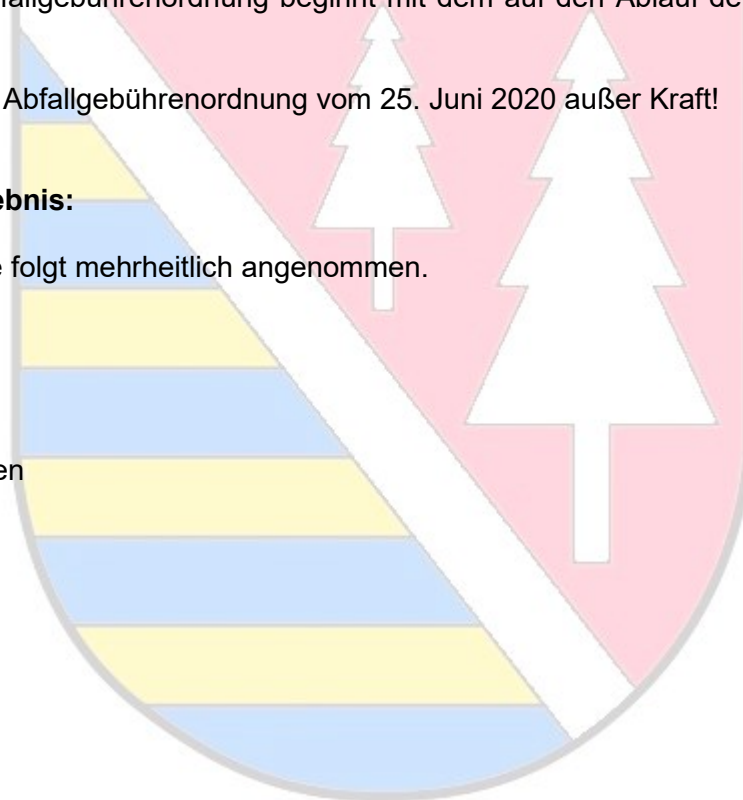 fallgebührenordnung beginnt mit dem auf den Ablauf de
Abfallgebührenordnung vom 25. Juni 2020 außer Kraft!
ebnis:
e folgt mehrheitlich angenommen.
en